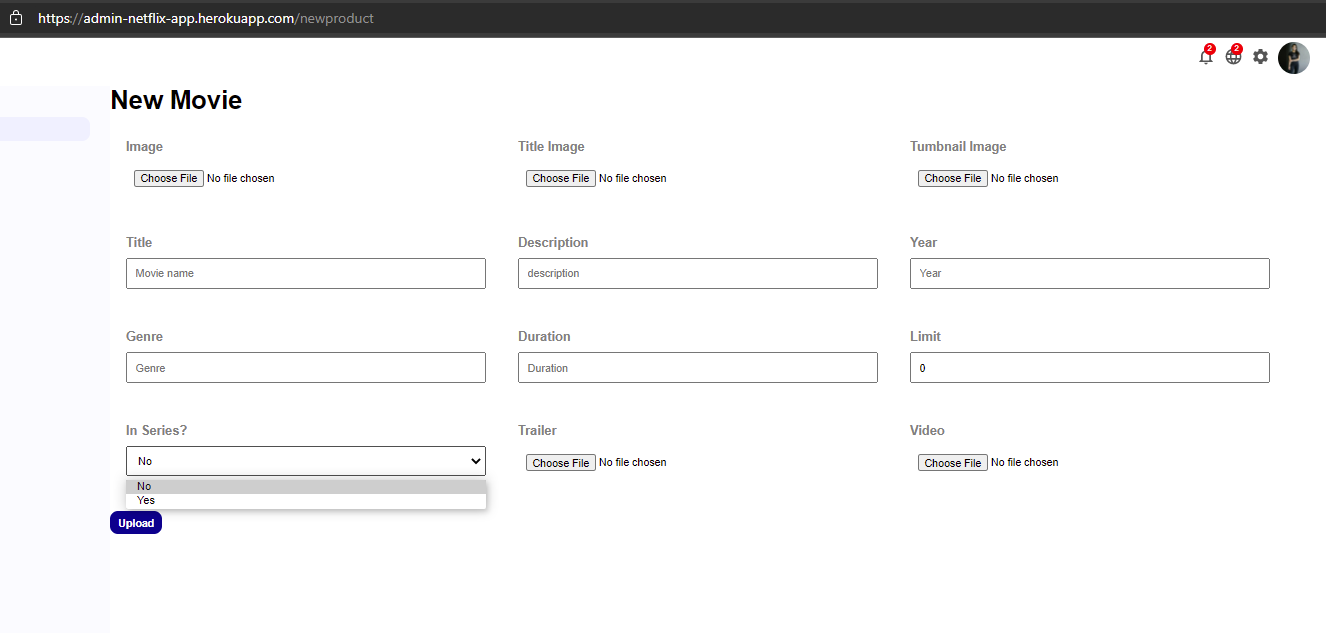 https://admin-netflix-app.herokuapp.com/newproduct
2 2
New Movie
Image Title Image Tumbnail Image
Choose File No file chosen Choose File No file chosen Choose File No file chosen
Title Description Year
Movie name description Year
Genre Duration Limit
Genre Duration 0
In Series? Trailer Video
No Choose File No file chosen Choose File No file chosen
No
Yes
Upload